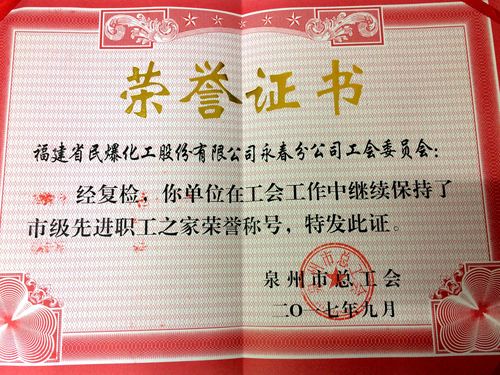 荣誉证书
福建省民爆化工股份有限公司永春分公司工会委员会：
经复检，你单位在工会工作中继续保持了
市级先进职工之家荣誉称号，特发此证。
泉州市总工会
二〇一七年九月